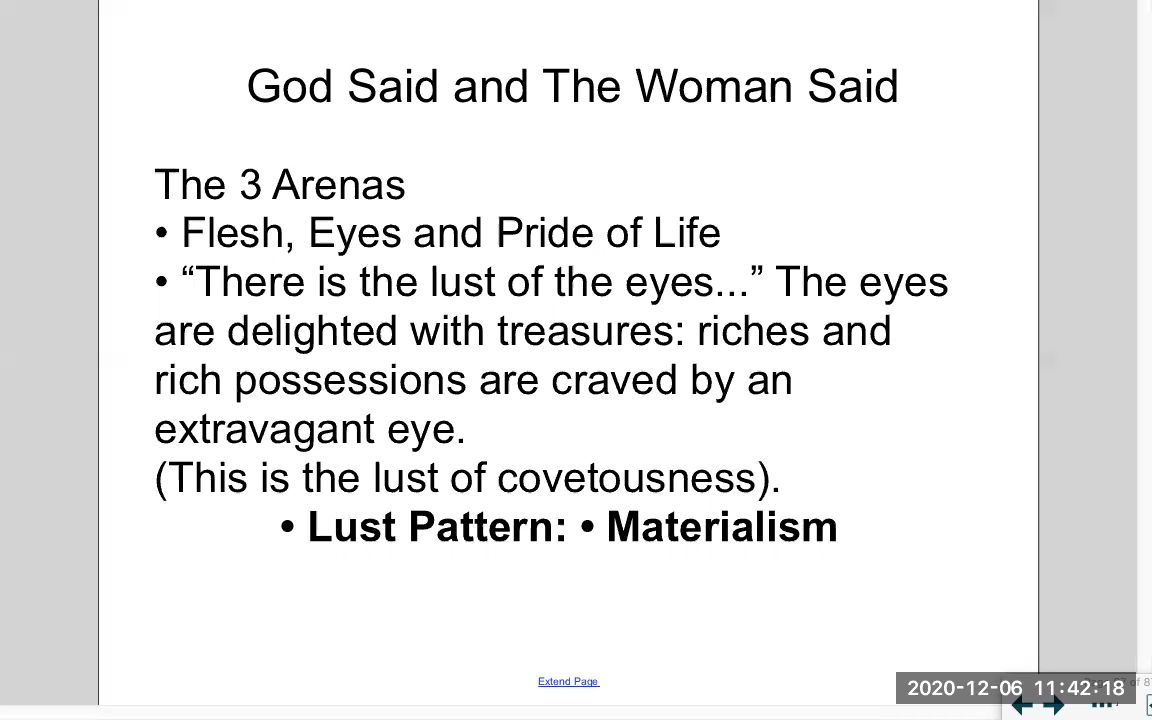 God Said and The Woman Said
The 3 Arenas
• Flesh, Eyes and Pride of Life
• “There is the lust of the eyes...” The eyes
are delighted with treasures: riches and
rich possessions are craved by an
extravagant eye.
(This is the lust of covetousness).
• Lust Pattern: • Materialism
Extend Page
2020-12-06 11:42:18